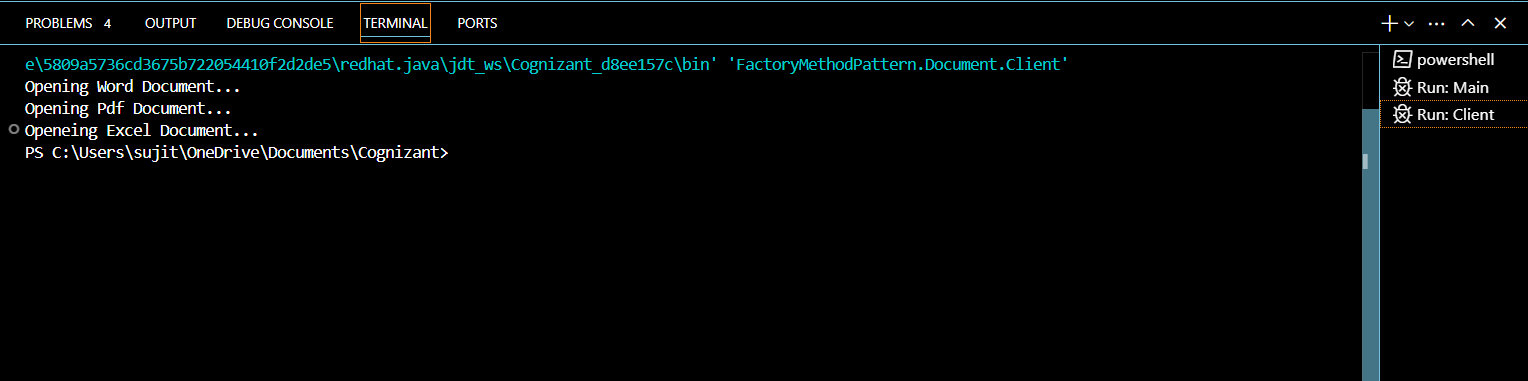 PROBLEMS 4 OUTPUT DEBUG CONSOLE TERMINAL PORTS
e\5809a5736cd3675b722054410f2d2de5\redhat.java\jdt_ws\Cognizant_d8ee157c\bin' 'FactoryMethodPattern.Document.Client'
Opening Word Document...
Opening Pdf Document...
Openeing Excel Document...
PS C:\Users\sujit\OneDrive\Documents\Cognizant>
powershell
Run: Main
Run: Client